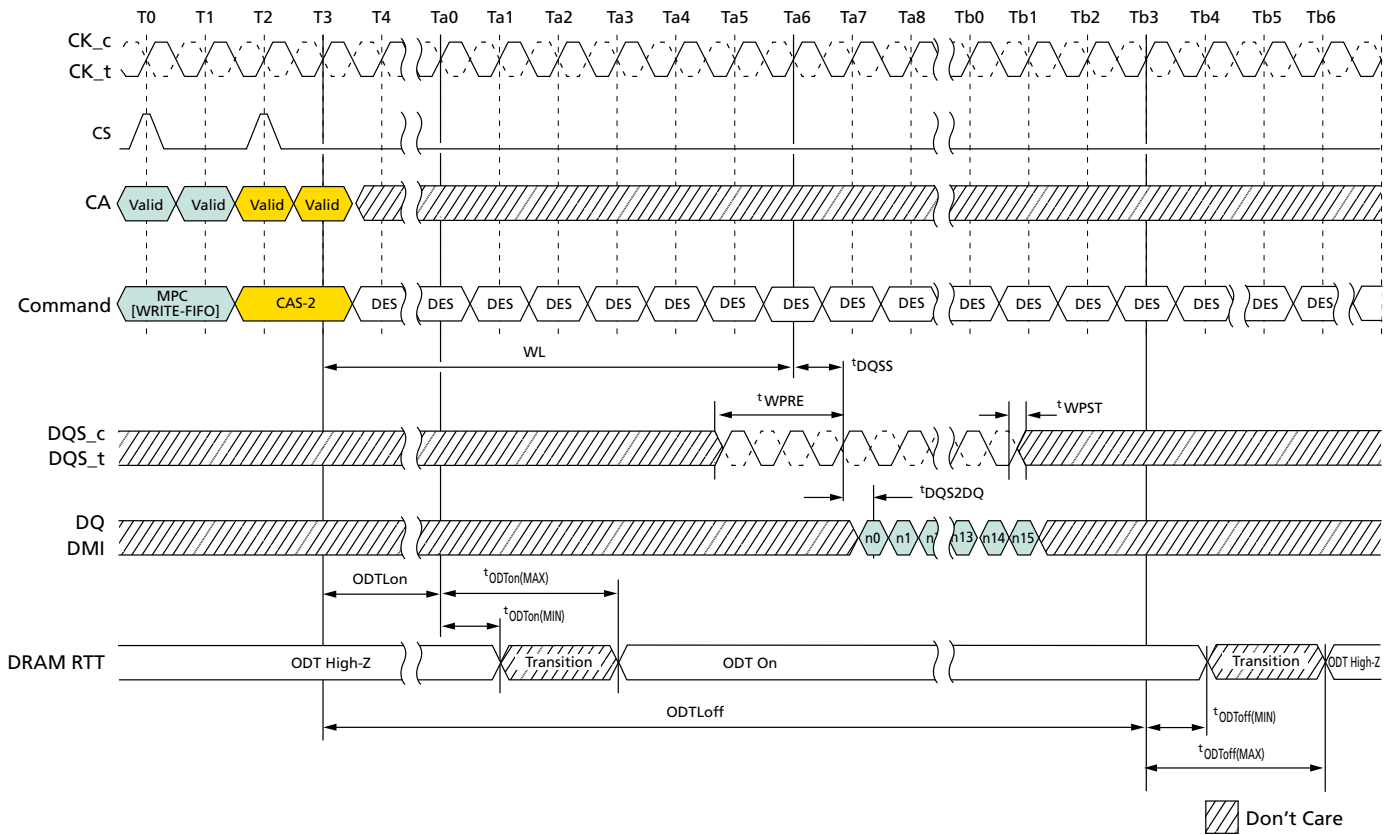 T0 T1 T2 T3 T4 Ta0 Ta1 Ta2 Ta3 Ta4 Ta5 Ta6 Ta7 Ta8 Tb0 Tb1 Tb2 Tb3 Tb4 Tb5 Tb6
CK_c
CK_t
CS
CA Valid Valid Valid Valid
Command MPC [WRITE-FIFO] CAS-2 DES DES DES DES DES DES DES DES DES DES DES DES DES DES DES DES DES
WL
tDQSS
tWPRE
tWPST
DQS_c
DQS_t
tDQS2DQ
DQ
DMI
n0 n1 n13 n14 n15
ODTLon
tODTon(MAX)
tODTon(MIN)
DRAM RTT ODT High-Z Transition ODT On Transition ODT High-Z
ODTLoff
tODToff(MIN)
tODToff(MAX)
Don't Care